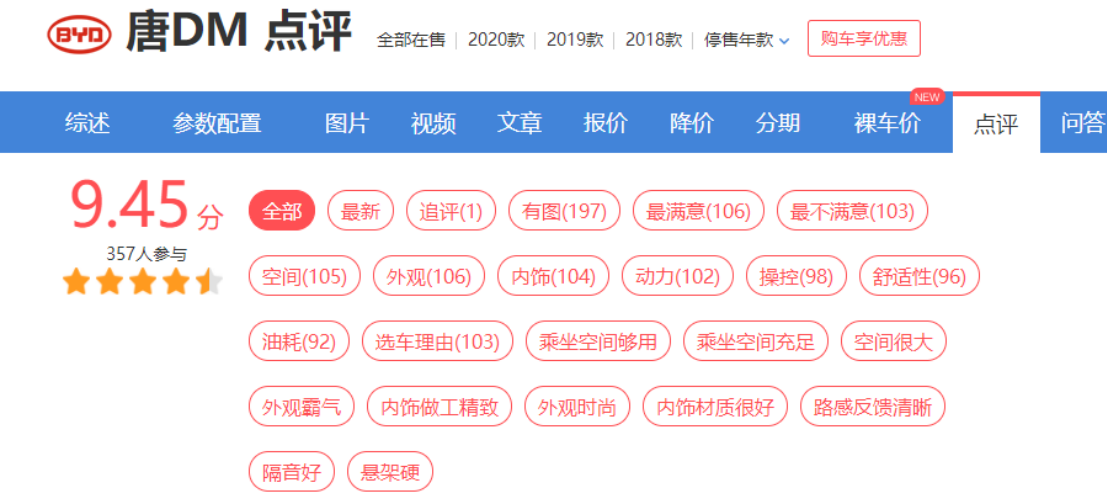 BYD 唐DM 点评 全部在售 2020款 2019款 2018款 停售年款 购车享优惠
NEW
综述 参数配置 图片 视频 文章 报价 降价 分期 裸车价 点评 问答
9.45分
357人参与
全部 最新 追评(1) 有图(197) 最满意(106) 最不满意(103)
空间(105) 外观(106) 内饰(104) 动力(102) 操控(98) 舒适性(96)
油耗(92) 选车理由(103) 乘坐空间够用 乘坐空间充足 空间很大
外观霸气 内饰做工精致 外观时尚 内饰材质很好 路感反馈清晰
隔音好 悬架硬